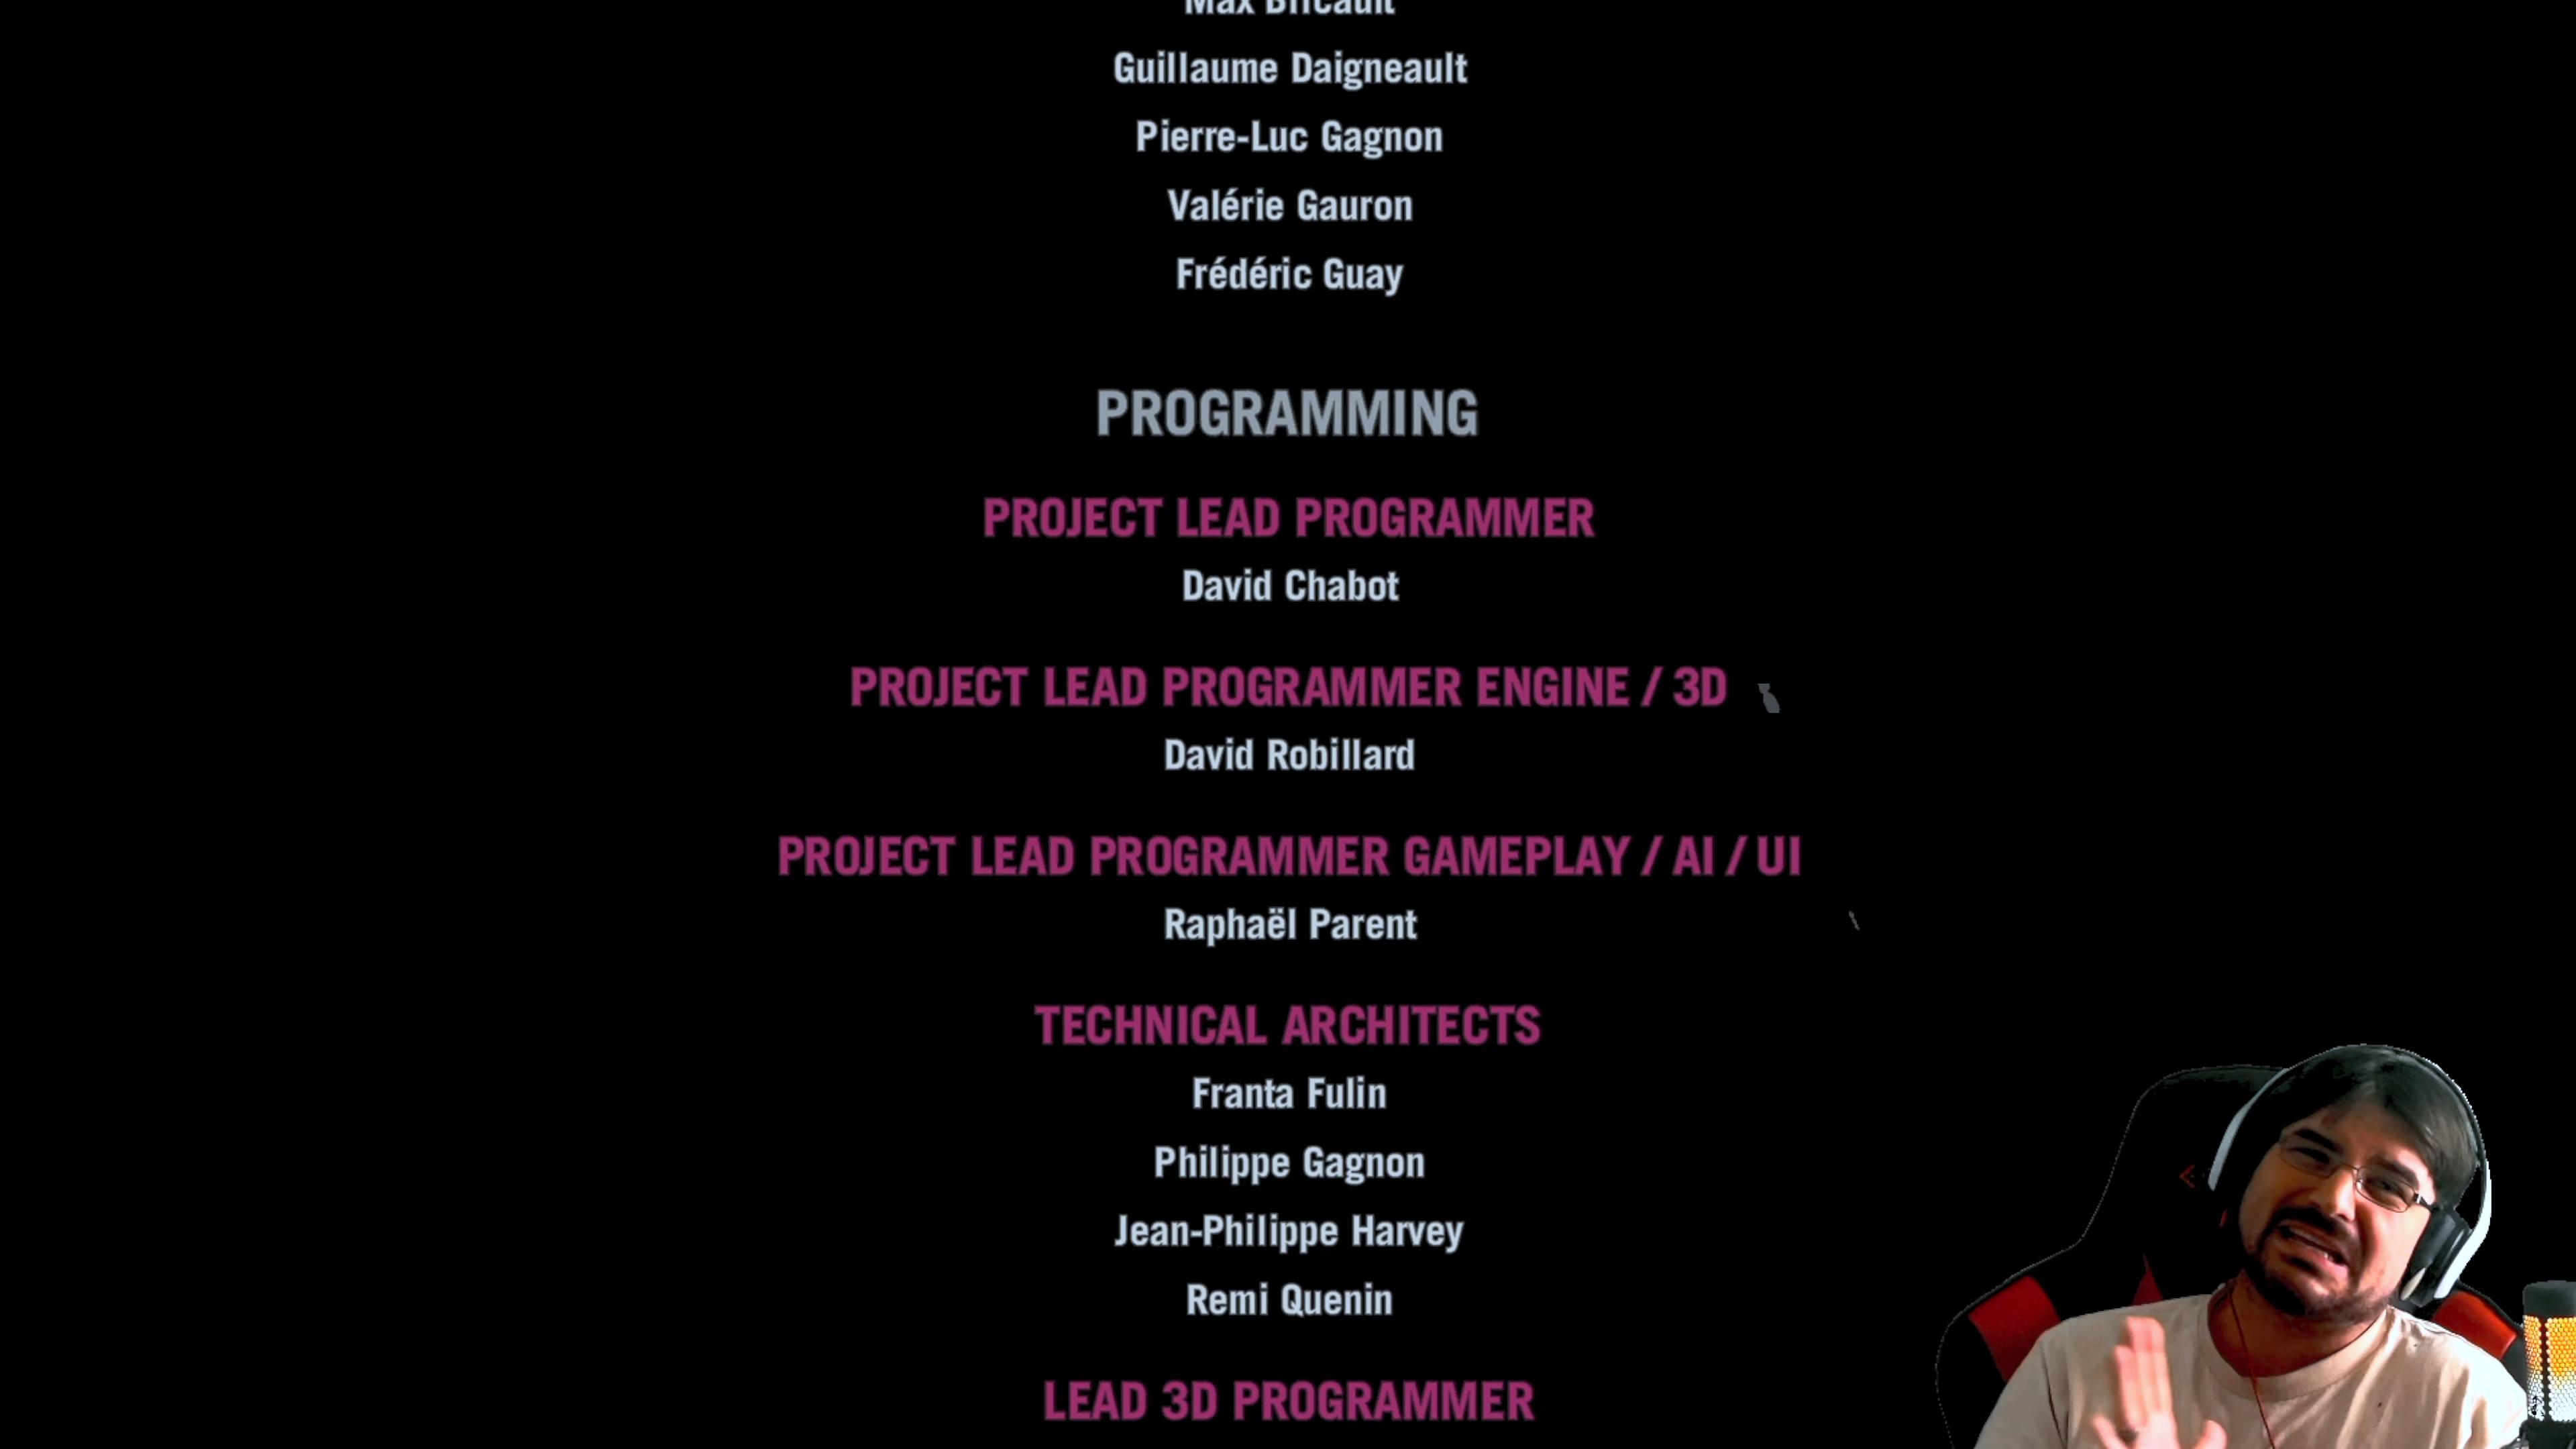 Max Bricault
Guillaume Daigneault
Pierre-Luc Gagnon
Valérie Gauron
Frédéric Guay
PROGRAMMING
PROJECT LEAD PROGRAMMER
David Chabot
PROJECT LEAD PROGRAMMER ENGINE / 3D
David Robillard
PROJECT LEAD PROGRAMMER GAMEPLAY / AI / UI
Raphaël Parent
TECHNICAL ARCHITECTS
Franta Fulin
Philippe Gagnon
Jean-Philippe Harvey
Remi Quenin
LEAD 3D PROGRAMMER